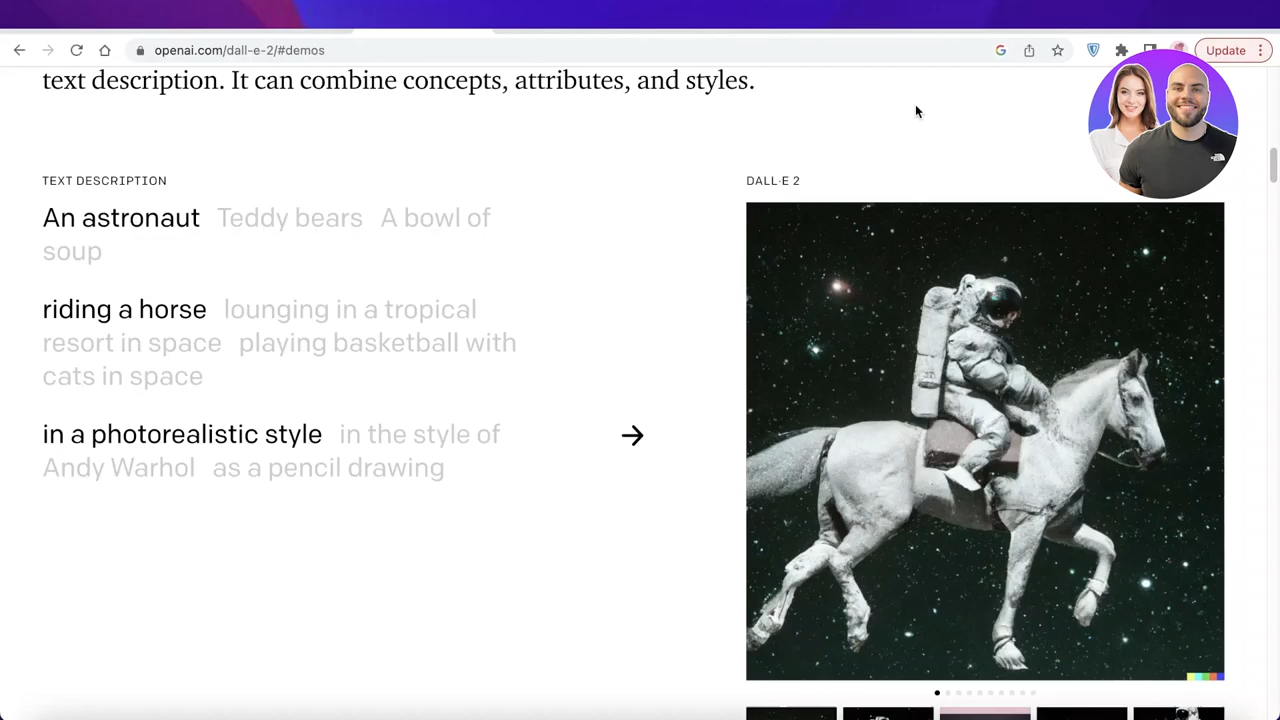 openai.com/dall-e-2/#demos
Update
text description. It can combine concepts, attributes, and styles.
TEXT DESCRIPTION
An astronaut Teddy bears A bowl of
soup
riding a horse lounging in a tropical
resort in space playing basketball with
cats in space
in a photorealistic style in the style of
Andy Warhol as a pencil drawing
DALL·E 2